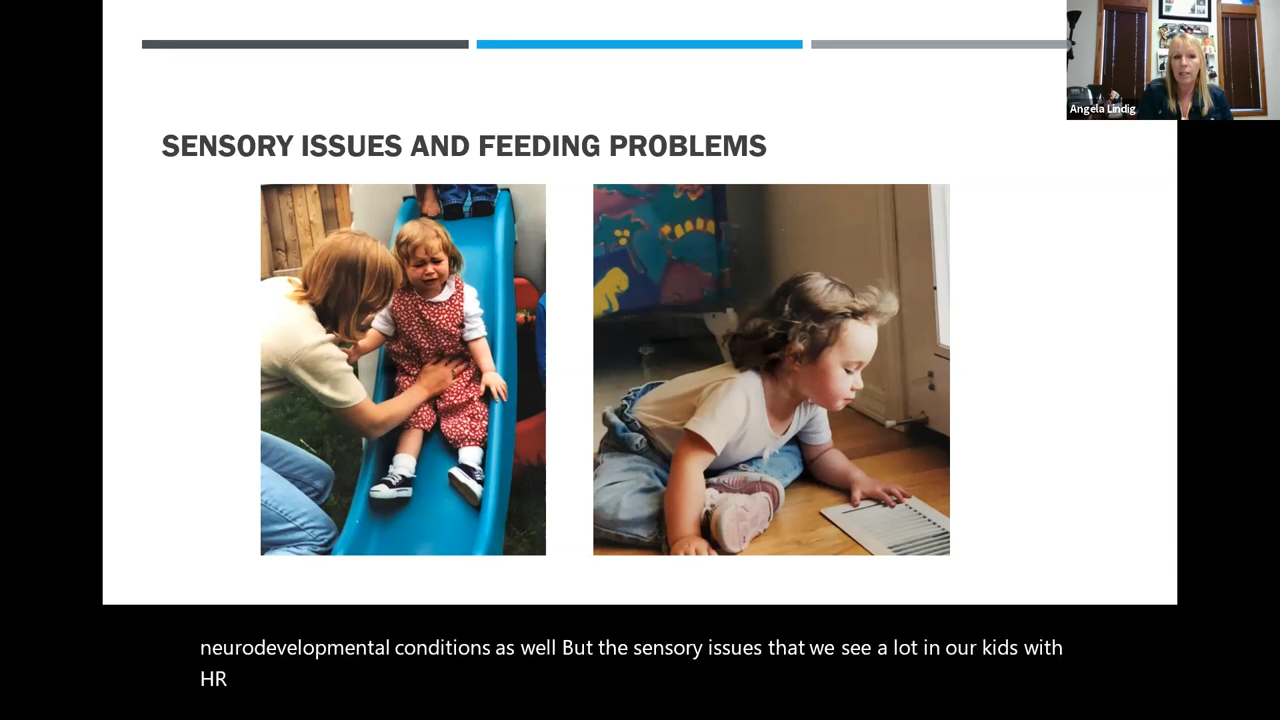 Angela Lindig
SENSORY ISSUES AND FEEDING PROBLEMS
neurodevelopmental conditions as well But the sensory issues that we see a lot in our kids with
HR